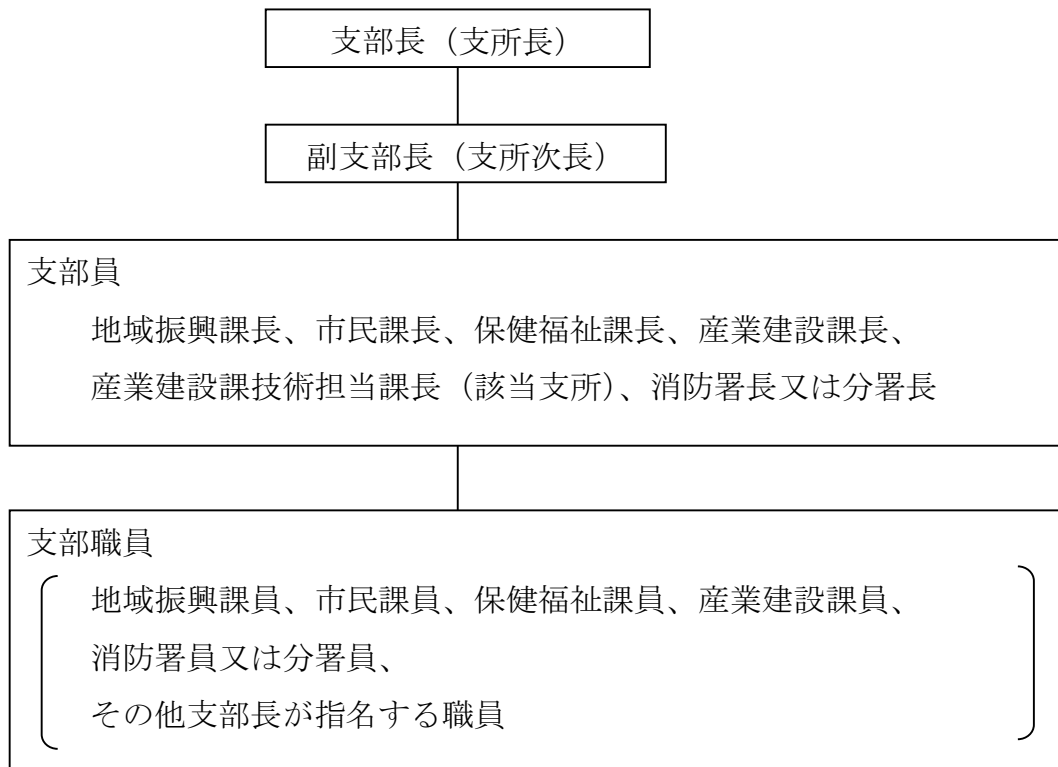 支部長（支所長）
副支部長（支所次長）
支部員
地域振興課長、市民課長、保健福祉課長、産業建設課長、
産業建設課技術担当課長（該当支所）、消防署長又は分署長
支部職員
地域振興課員、市民課員、保健福祉課員、産業建設課員、
消防署員又は分署員、
その他支部長が指名する職員